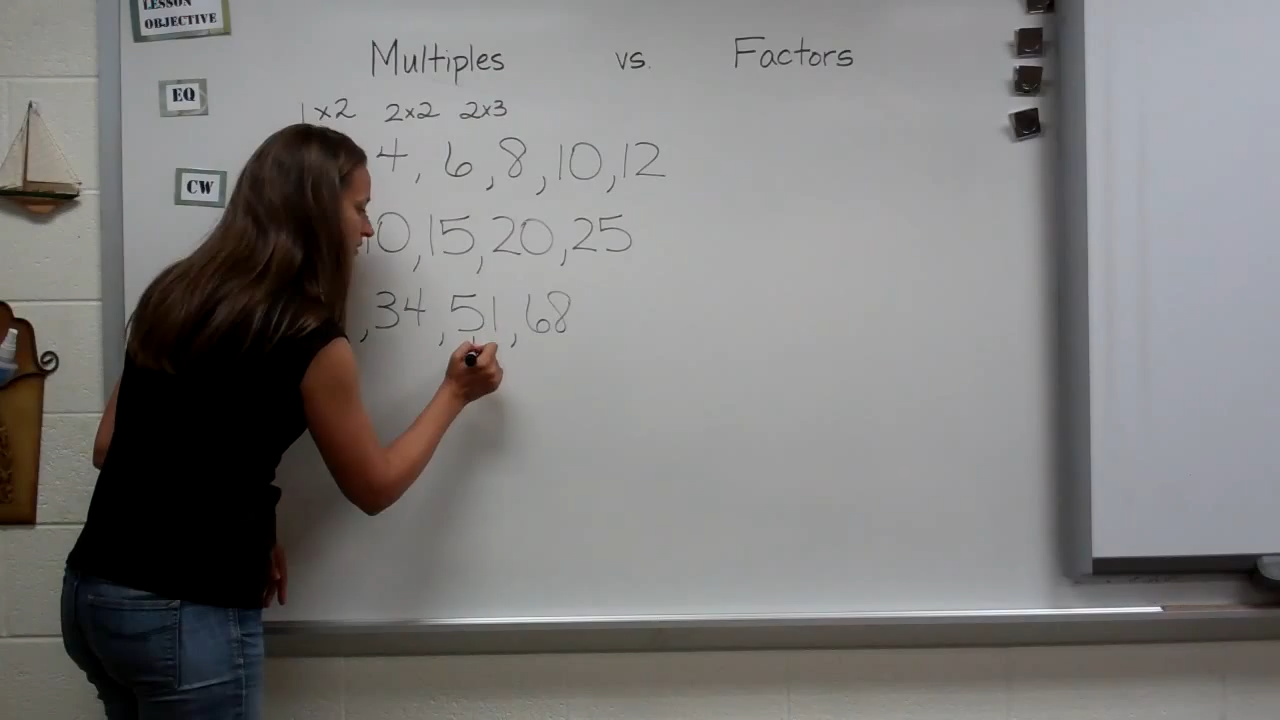 LESSON
OBJECTIVE
Multiples vs. Factors
EQ
1x2 2x2 2x3
4, 6, 8, 10, 12
CW
10, 15, 20, 25
, 34, 51, 68